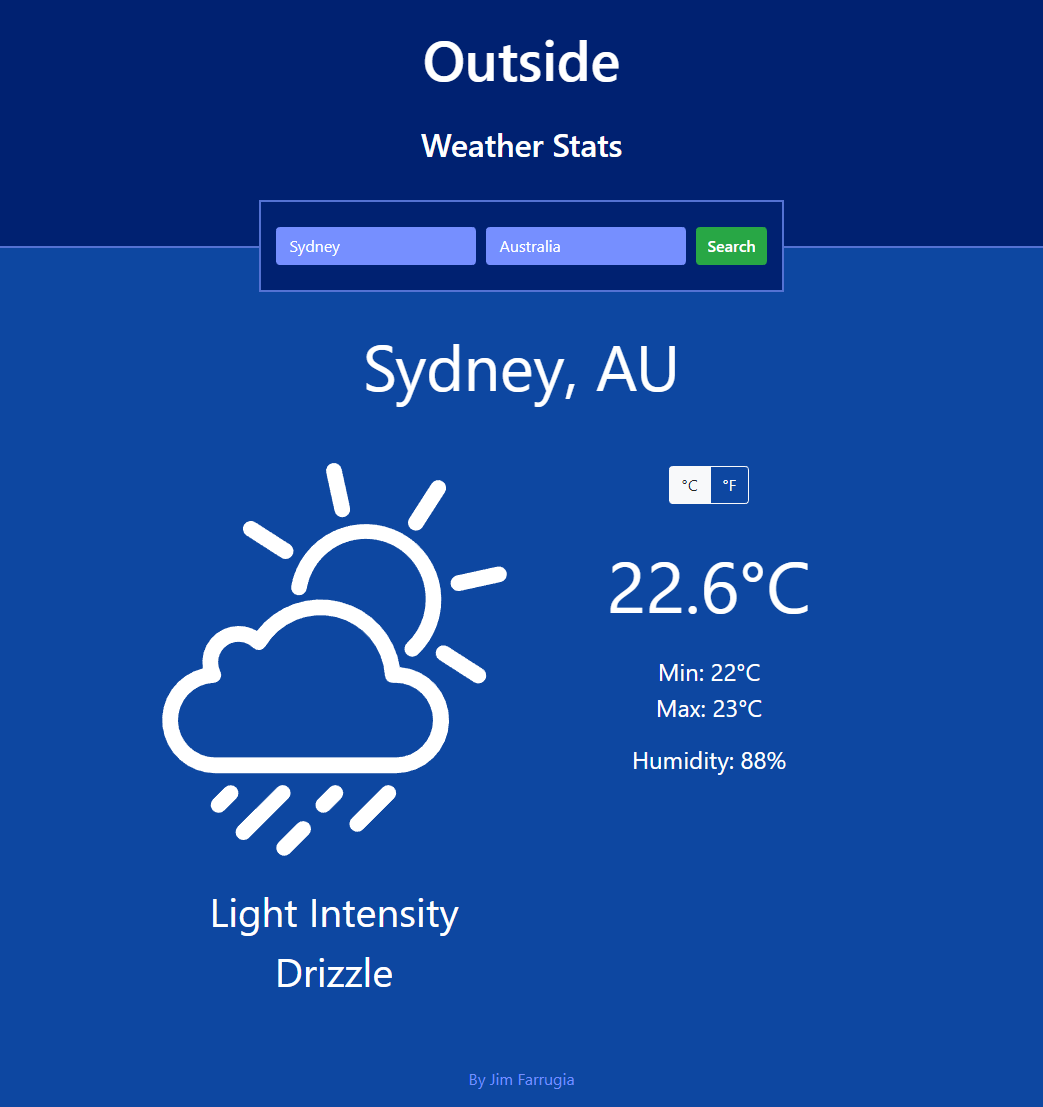 Outside
Weather Stats
Sydney
Australia
Search
Sydney, AU
°C
°F
22.6°C
Min: 22°C
Max: 23°C
Humidity: 88%
Light Intensity
Drizzle
By Jim Farrugia